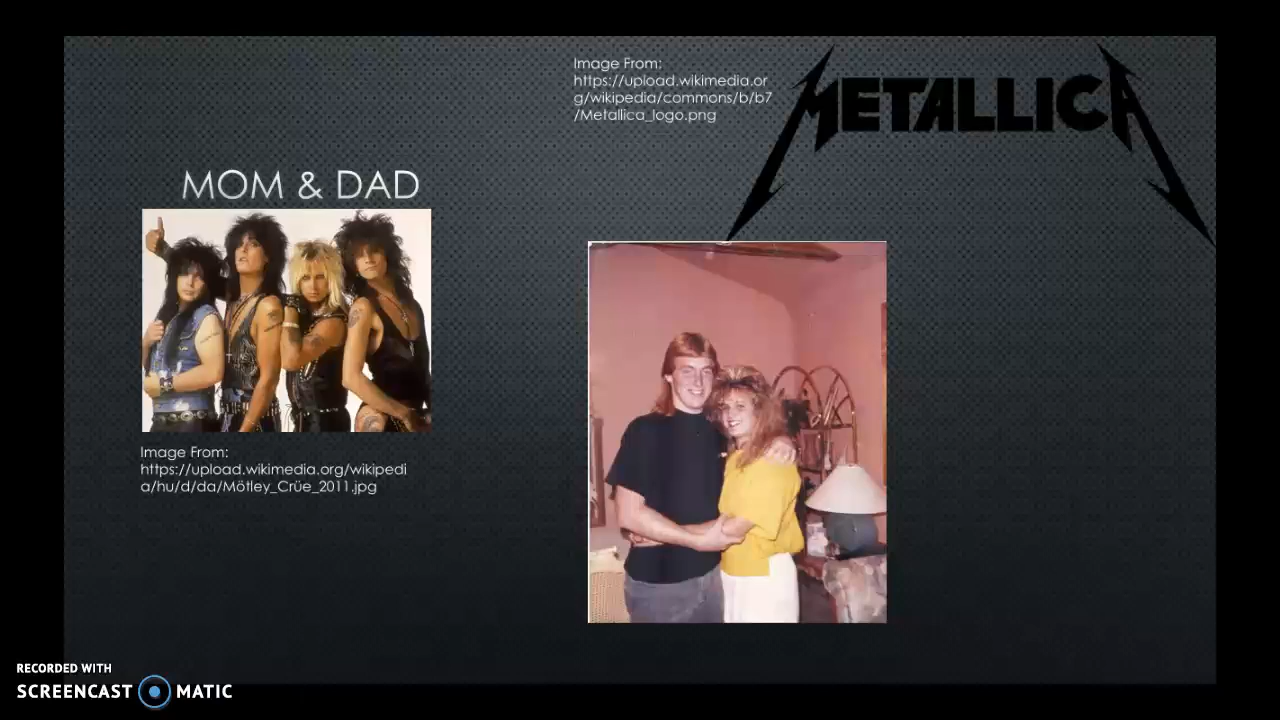 Image From:
https://upload.wikimedia.or
g/wikipedia/commons/b/b7
/Metallica_logo.png
METALLICA
MOM & DAD
Image From:
https://upload.wikimedia.org/wikipedi
a/hu/d/da/Mötley_Crüe_2011.jpg
RECORDED WITH
SCREENCAST MATIC